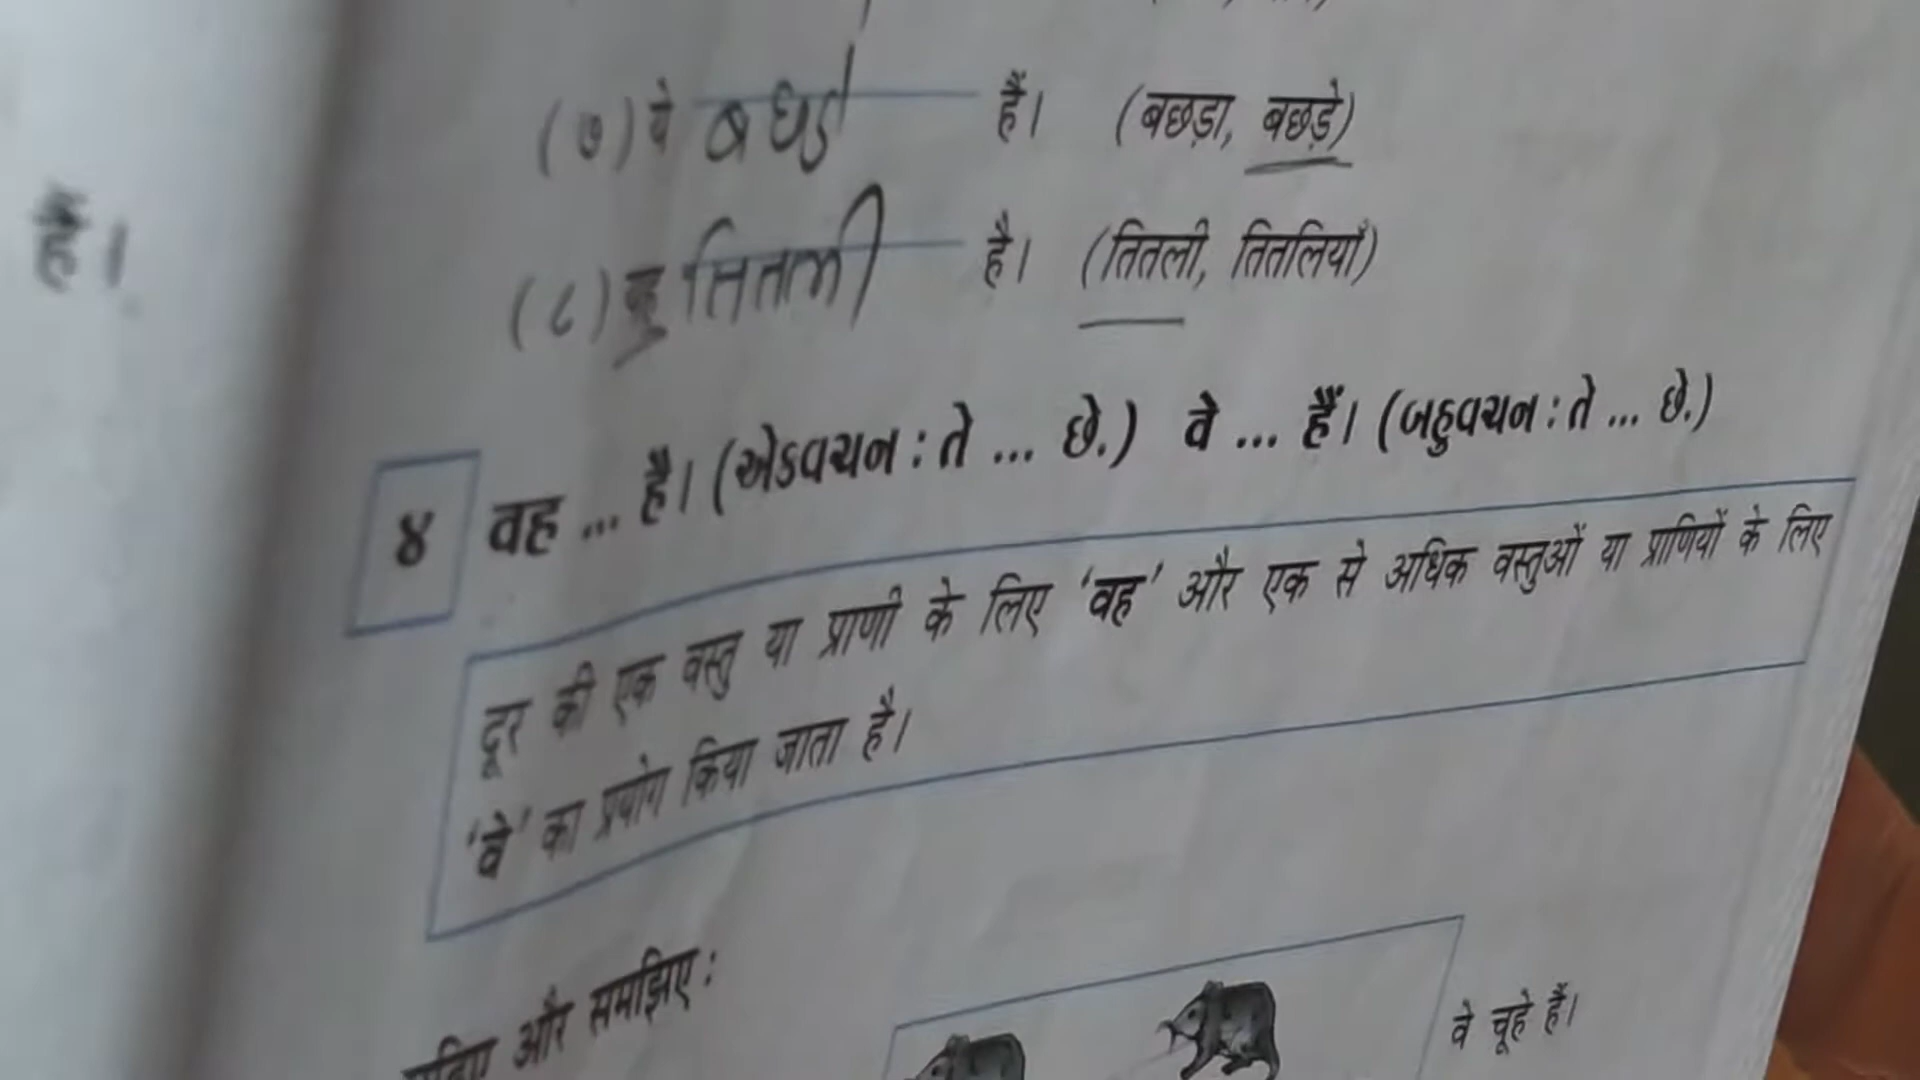 है।
(७) ये बछडे हैं। (बछड़ा, बछड़े)
(८) यह तितली है। (तितली, तितलियाँ)
४ वह ... है। (એકવચન : તે ... છે.) वे ... हैं। (બહુવચન : તે ... છે.)
दूर की एक वस्तु या प्राणी के लिए 'वह' और एक से अधिक वस्तुओं या प्राणियों के लिए
'वे' का प्रयोग किया जाता है।
और समझिए :
वे चूहे हैं।